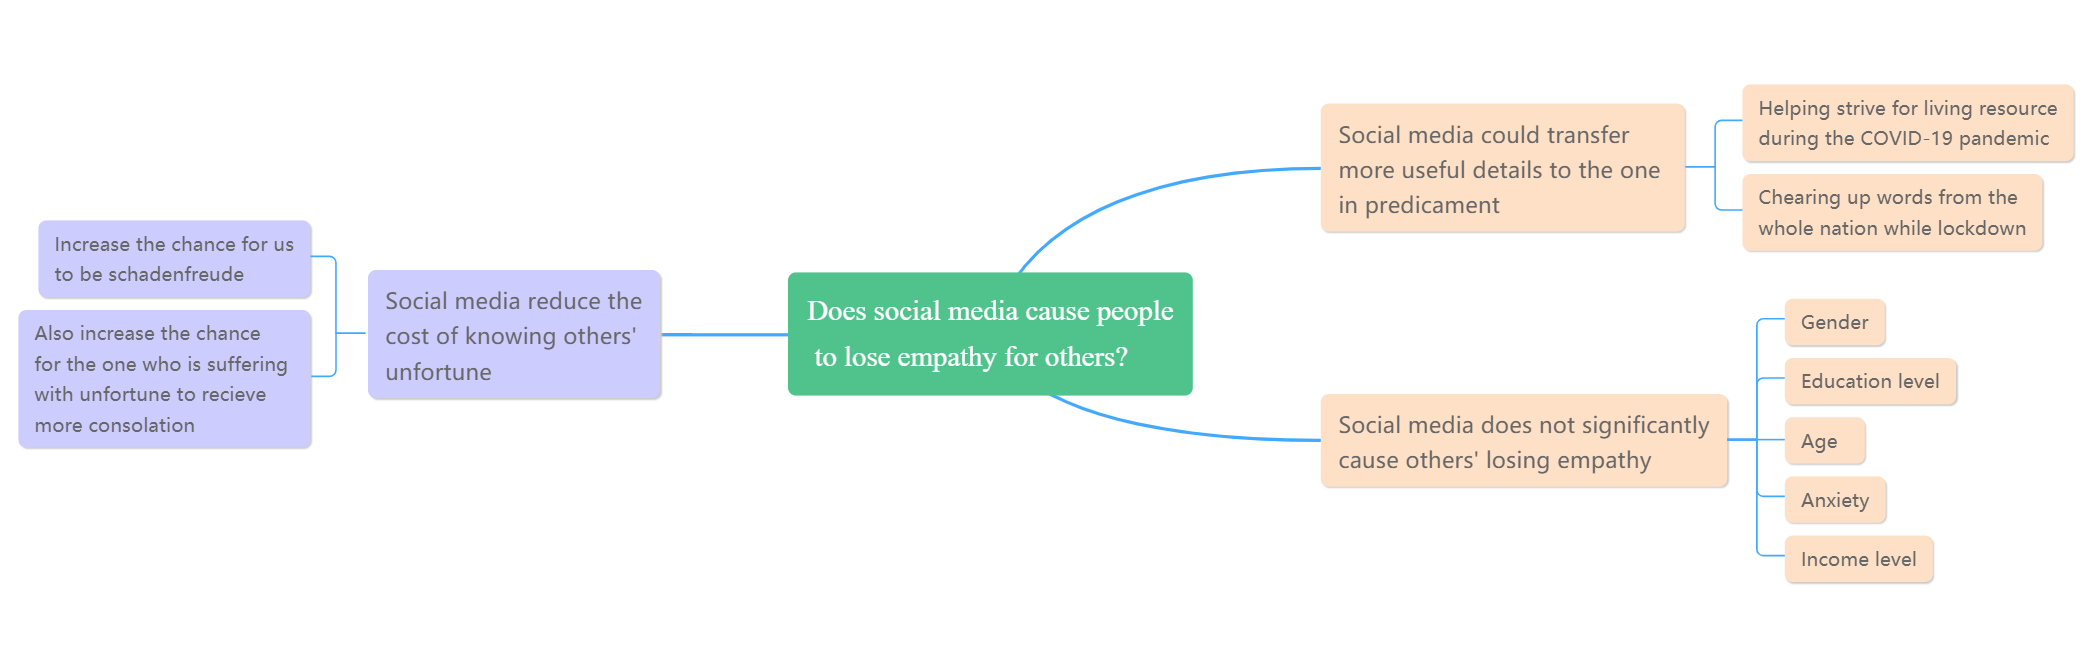 Does social media cause people
to lose empathy for others?
Social media could transfer
more useful details to the one
in predicament
Helping strive for living resource
during the COVID-19 pandemic
Chearing up words from the
whole nation while lockdown
Social media does not significantly
cause others' losing empathy
Gender
Education level
Age
Anxiety
Income level
Social media reduce the
cost of knowing others'
unfortune
Increase the chance for us
to be schadenfreude
Also increase the chance
for the one who is suffering
with unfortune to recieve
more consolation